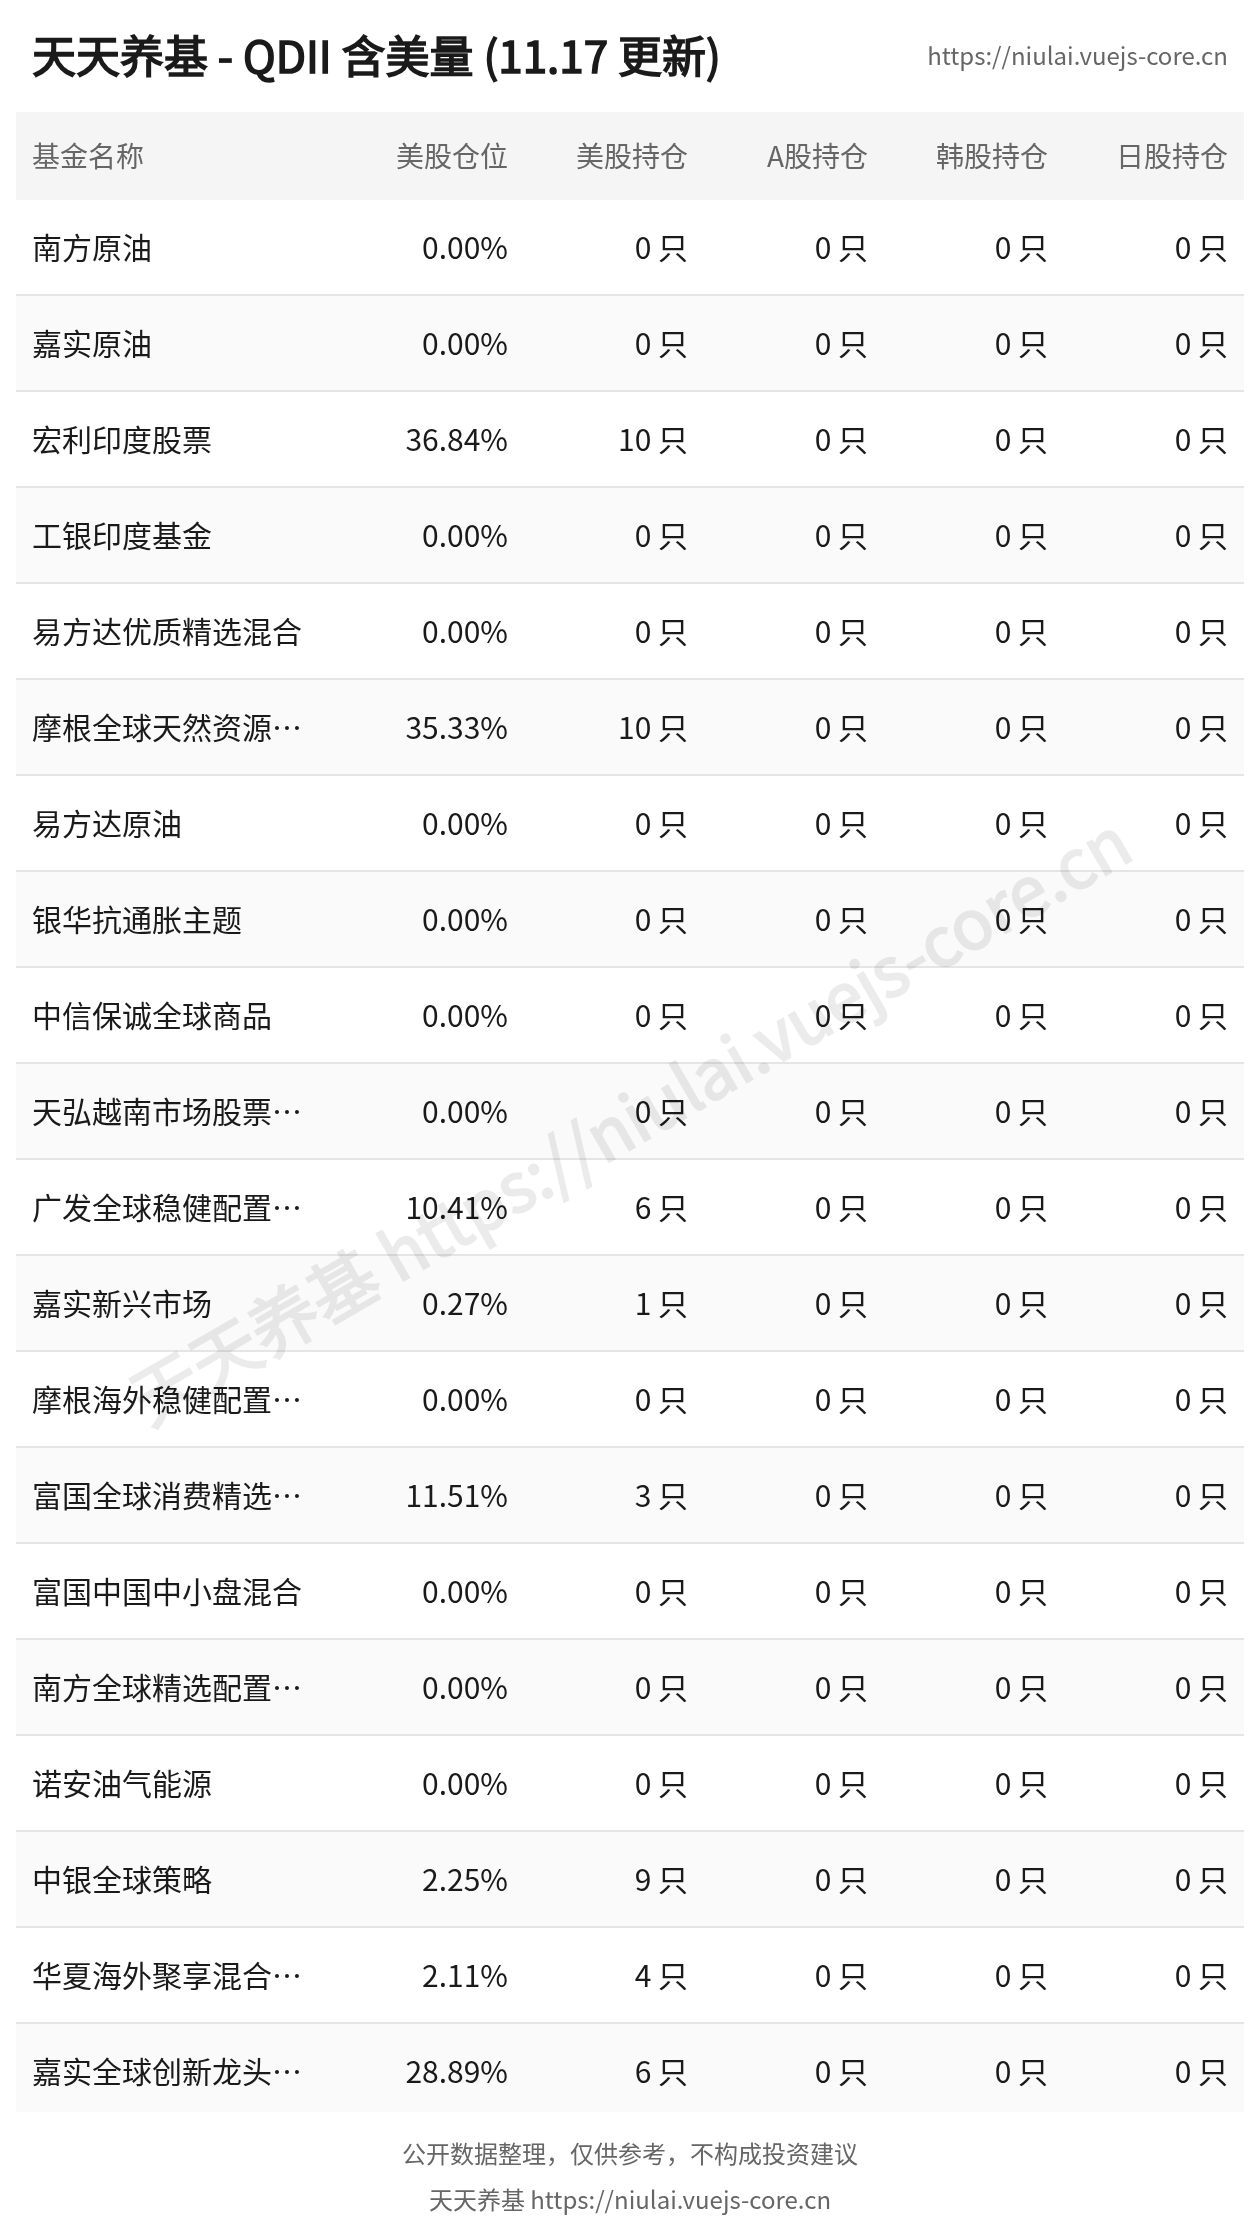 天天养基 - QDII 含美量 (11.17 更新) https://niulai.vuejs-core.cn
基金名称 美股仓位 美股持仓 A股持仓 韩股持仓 日股持仓
南方原油 0.00% 0 只 0 只 0 只 0 只
嘉实原油 0.00% 0 只 0 只 0 只 0 只
宏利印度股票 36.84% 10 只 0 只 0 只 0 只
工银印度基金 0.00% 0 只 0 只 0 只 0 只
易方达优质精选混合 0.00% 0 只 0 只 0 只 0 只
摩根全球天然资源… 35.33% 10 只 0 只 0 只 0 只
易方达原油 0.00% 0 只 0 只 0 只 0 只
银华抗通胀主题 0.00% 0 只 0 只 0 只 0 只
中信保诚全球商品 0.00% 0 只 0 只 0 只 0 只
天弘越南市场股票… 0.00% 0 只 0 只 0 只 0 只
广发全球稳健配置… 10.41% 6 只 0 只 0 只 0 只
嘉实新兴市场 0.27% 1 只 0 只 0 只 0 只
摩根海外稳健配置… 0.00% 0 只 0 只 0 只 0 只
富国全球消费精选… 11.51% 3 只 0 只 0 只 0 只
富国中国中小盘混合 0.00% 0 只 0 只 0 只 0 只
南方全球精选配置… 0.00% 0 只 0 只 0 只 0 只
诺安油气能源 0.00% 0 只 0 只 0 只 0 只
中银全球策略 2.25% 9 只 0 只 0 只 0 只
华夏海外聚享混合… 2.11% 4 只 0 只 0 只 0 只
嘉实全球创新龙头… 28.89% 6 只 0 只 0 只 0 只
天天养基 https://niulai.vuejs-core.cn
公开数据整理，仅供参考，不构成投资建议
天天养基 https://niulai.vuejs-core.cn